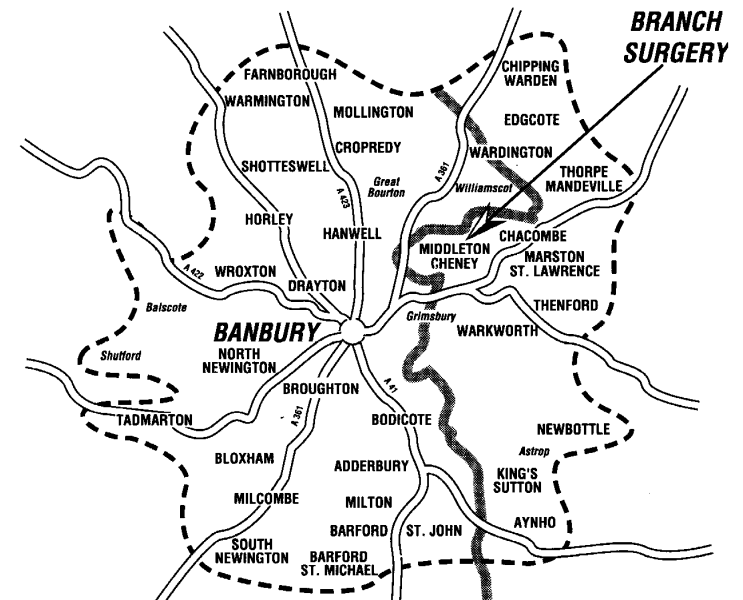 BRANCH
SURGERY
CHIPPING
WARDEN
FARNBOROUGH
WARMINGTON
MOLLINGTON
EDGCOTE
CROPREDY
WARDINGTON
SHOTTESWELL
A 361
THORPE
MANDEVILLE
Great
Bourton
Williamscot
A 423
HORLEY
HANWELL
CHACOMBE
MIDDLETON
CHENEY
MARSTON
ST. LAWRENCE
A 422
WROXTON
DRAYTON
Balscote
THENFORD
Grimsbury
WARKWORTH
BANBURY
Shutford
NORTH
NEWINGTON
BROUGHTON
A 41
A 361
TADMARTON
BODICOTE
NEWBOTTLE
Astrop
BLOXHAM
ADDERBURY
KING'S
SUTTON
MILCOMBE
MILTON
BARFORD ST. JOHN
AYNHO
SOUTH
NEWINGTON
BARFORD
ST. MICHAEL